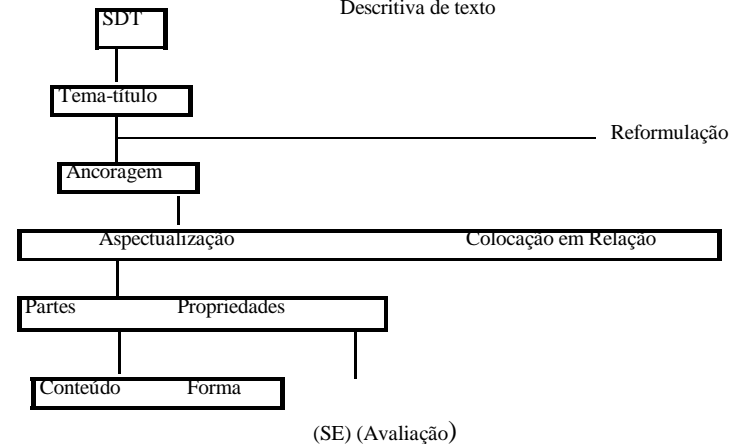 Descritiva de texto
SDT
Tema-título
Reformulação
Ancoragem
Aspectualização Colocação em Relação
Partes Propriedades
Conteúdo Forma
(SE) (Avaliação)